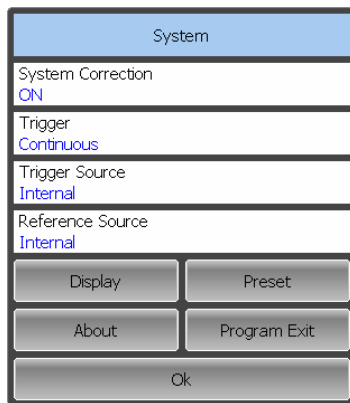 System
System Correction
ON
Trigger
Continuous
Trigger Source
Internal
Reference Source
Internal
Display
Preset
About
Program Exit
Ok